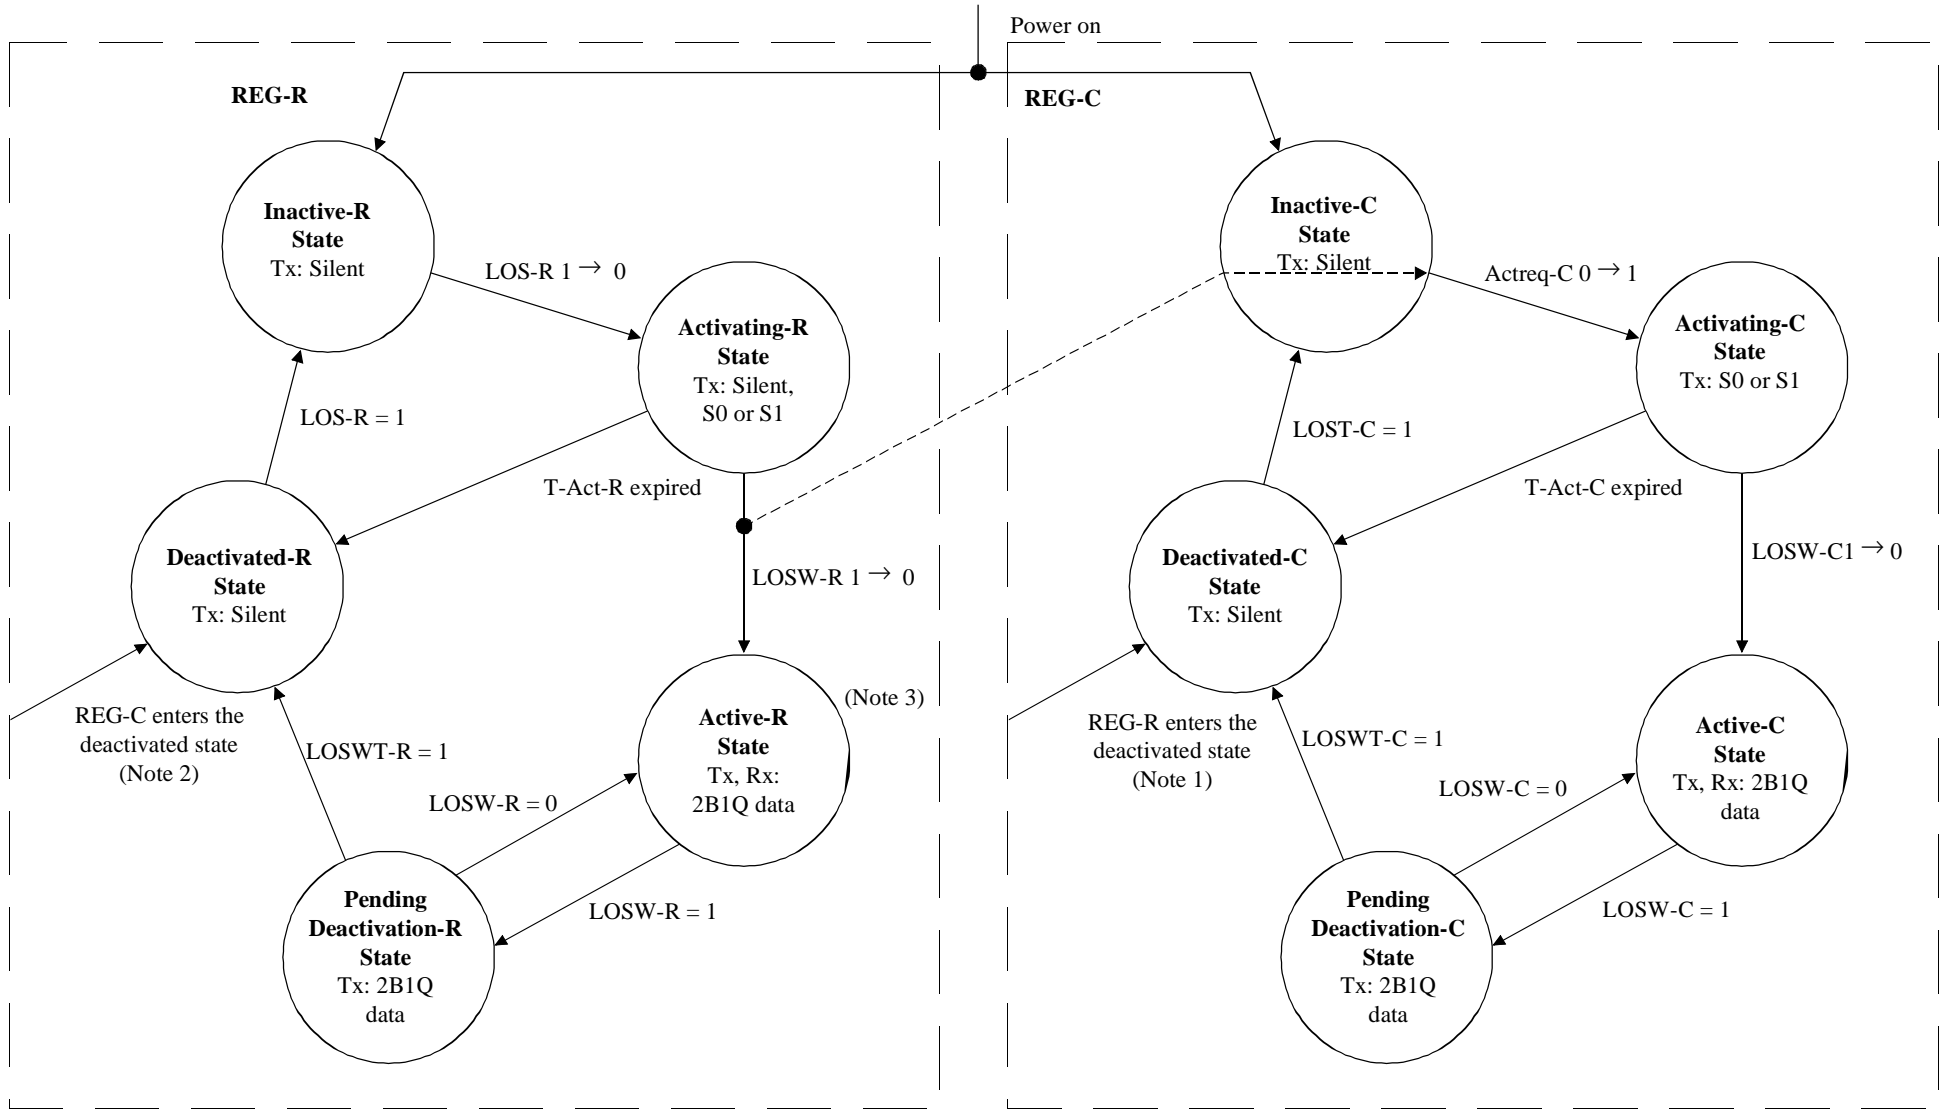 Power on
REG-R
REG-C
Inactive-R
State
Tx: Silent
LOS-R 1 → 0
Activating-R
State
Tx: Silent,
S0 or S1
LOS-R = 1
T-Act-R expired
Deactivated-R
State
Tx: Silent
LOSW-R 1 → 0
REG-C enters the
deactivated state
(Note 2)
LOSWT-R = 1
LOSW-R = 0
(Note 3)
Active-R
State
Tx, Rx:
2B1Q data
LOSW-R = 1
Pending
Deactivation-R
State
Tx: 2B1Q
data
Inactive-C
State
Tx: Silent
Actreq-C 0 → 1
Activating-C
State
Tx: S0 or S1
LOST-C = 1
T-Act-C expired
Deactivated-C
State
Tx: Silent
LOSW-C1 → 0
REG-R enters the
deactivated state
(Note 1)
LOSWT-C = 1
LOSW-C = 0
Active-C
State
Tx, Rx: 2B1Q
data
LOSW-C = 1
Pending
Deactivation-C
State
Tx: 2B1Q
data